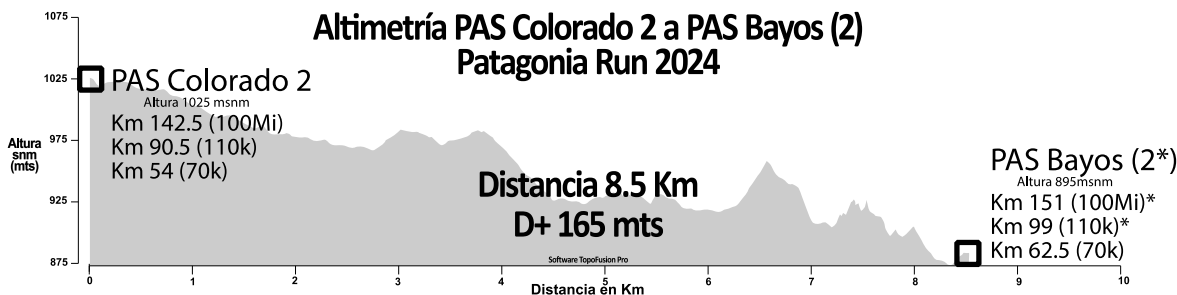 Altimetría PAS Colorado 2 a PAS Bayos (2)
Patagonia Run 2024
1075
1025
975
925
875
Altura
snm
(mts)
PAS Colorado 2
Altura 1025 msnm
Km 142.5 (100Mi)
Km 90.5 (110k)
Km 54 (70k)
Distancia 8.5 Km
D+ 165 mts
Software TopoFusion Pro
PAS Bayos (2*)
Altura 895msnm
Km 151 (100Mi)*
Km 99 (110k)*
Km 62.5 (70k)
0 1 2 3 4 5 6 7 8 9 10
Distancia en Km